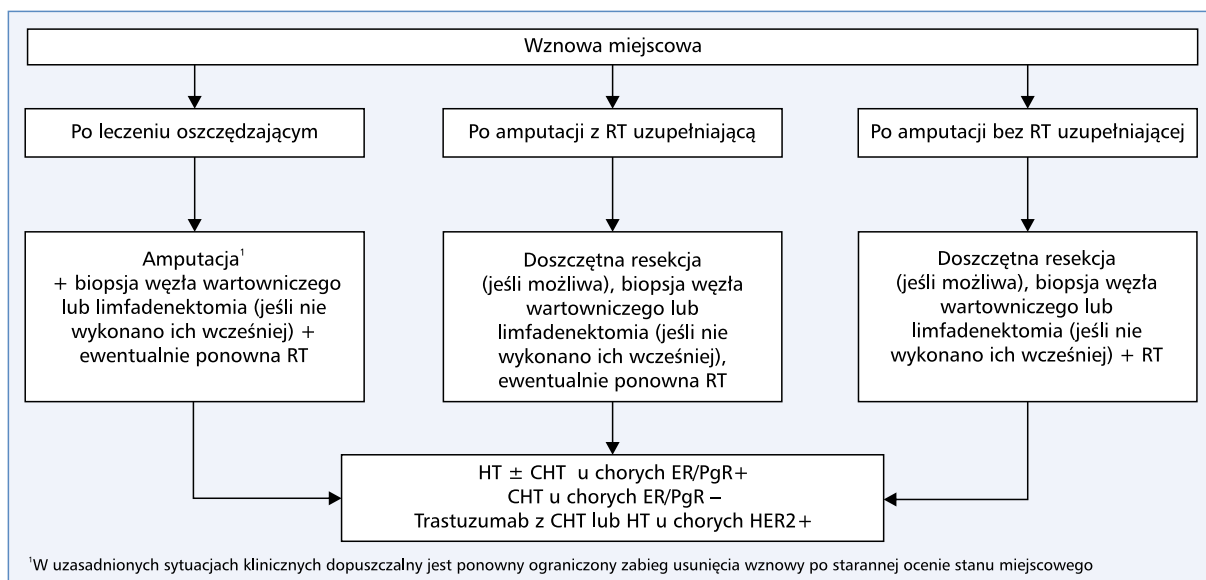 Wznowa miejscowa
Po leczeniu oszczędzającym
Po amputacji z RT uzupełniającą
Po amputacji bez RT uzupełniającej
Amputacja¹
+ biopsja węzła wartowniczego
lub limfadenektomia (jeśli nie
wykonano ich wcześniej) +
ewentualnie ponowna RT
Doszczętna resekcja
(jeśli możliwa), biopsja węzła
wartowniczego lub
limfadenektomia (jeśli nie
wykonano ich wcześniej),
ewentualnie ponowna RT
Doszczętna resekcja
(jeśli możliwa), biopsja węzła
wartowniczego lub
limfadenektomia (jeśli nie
wykonano ich wcześniej) + RT
HT ± CHT u chorych ER/PgR+
CHT u chorych ER/PgR –
Trastuzumab z CHT lub HT u chorych HER2+
¹W uzasadnionych sytuacjach klinicznych dopuszczalny jest ponowny ograniczony zabieg usunięcia wznowy po starannej ocenie stanu miejscowego